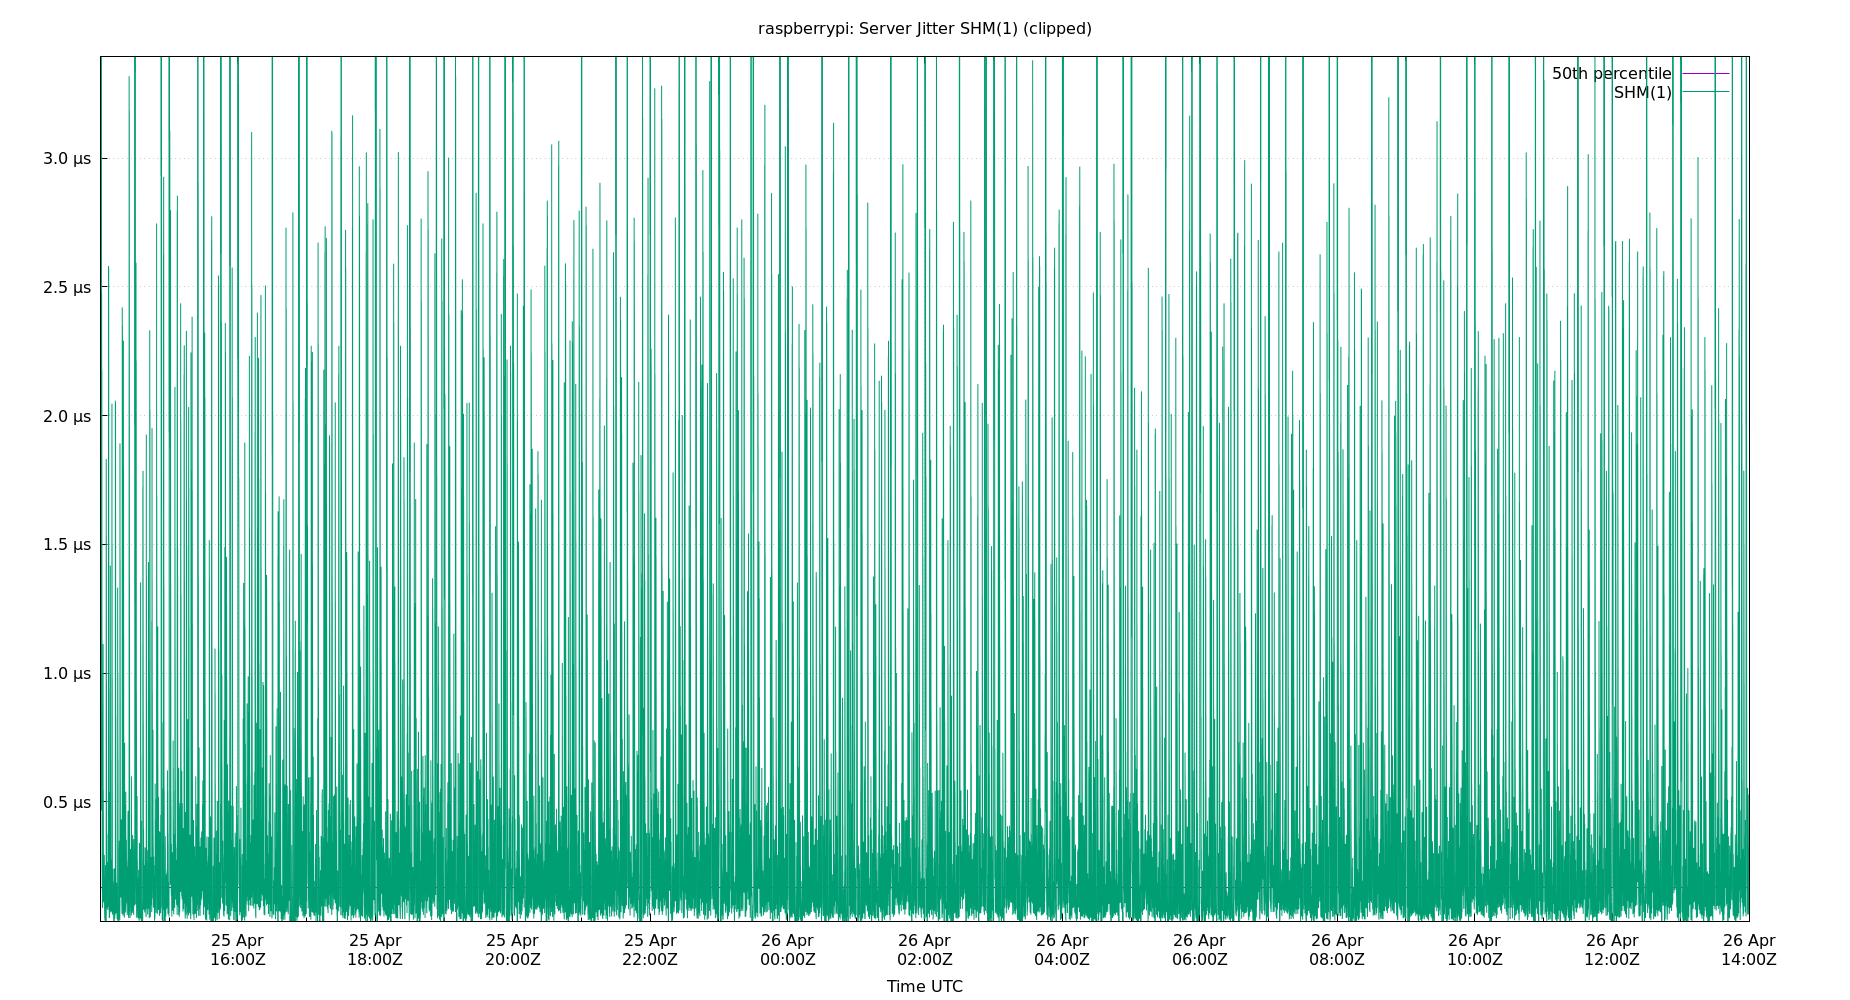 raspberrypi: Server Jitter SHM(1) (clipped)
50th percentile
SHM(1)
3.0 µs
2.5 µs
2.0 µs
1.5 µs
1.0 µs
0.5 µs
25 Apr 25 Apr 25 Apr 25 Apr 26 Apr 26 Apr 26 Apr 26 Apr 26 Apr 26 Apr 26 Apr 26 Apr
16:00Z 18:00Z 20:00Z 22:00Z 00:00Z 02:00Z 04:00Z 06:00Z 08:00Z 10:00Z 12:00Z 14:00Z
Time UTC